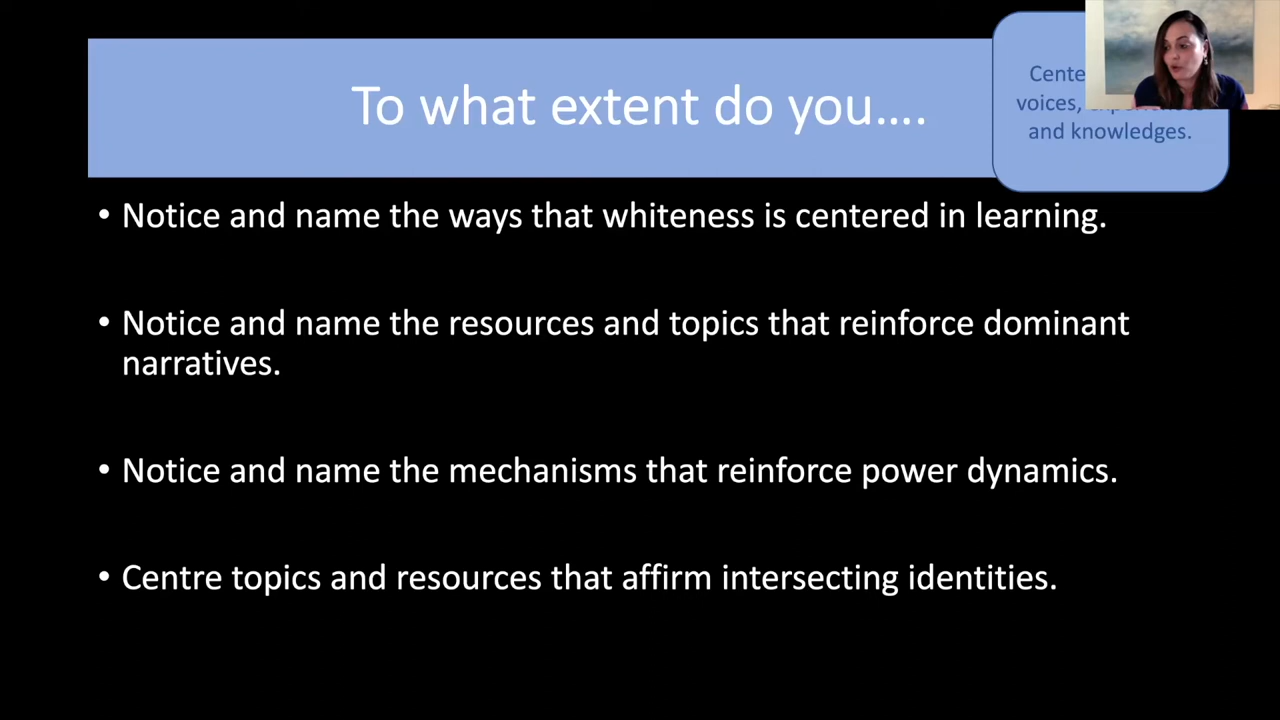 To what extent do you....
voices,
and knowledges.
• Notice and name the ways that whiteness is centered in learning.
• Notice and name the resources and topics that reinforce dominant
narratives.
• Notice and name the mechanisms that reinforce power dynamics.
• Centre topics and resources that affirm intersecting identities.